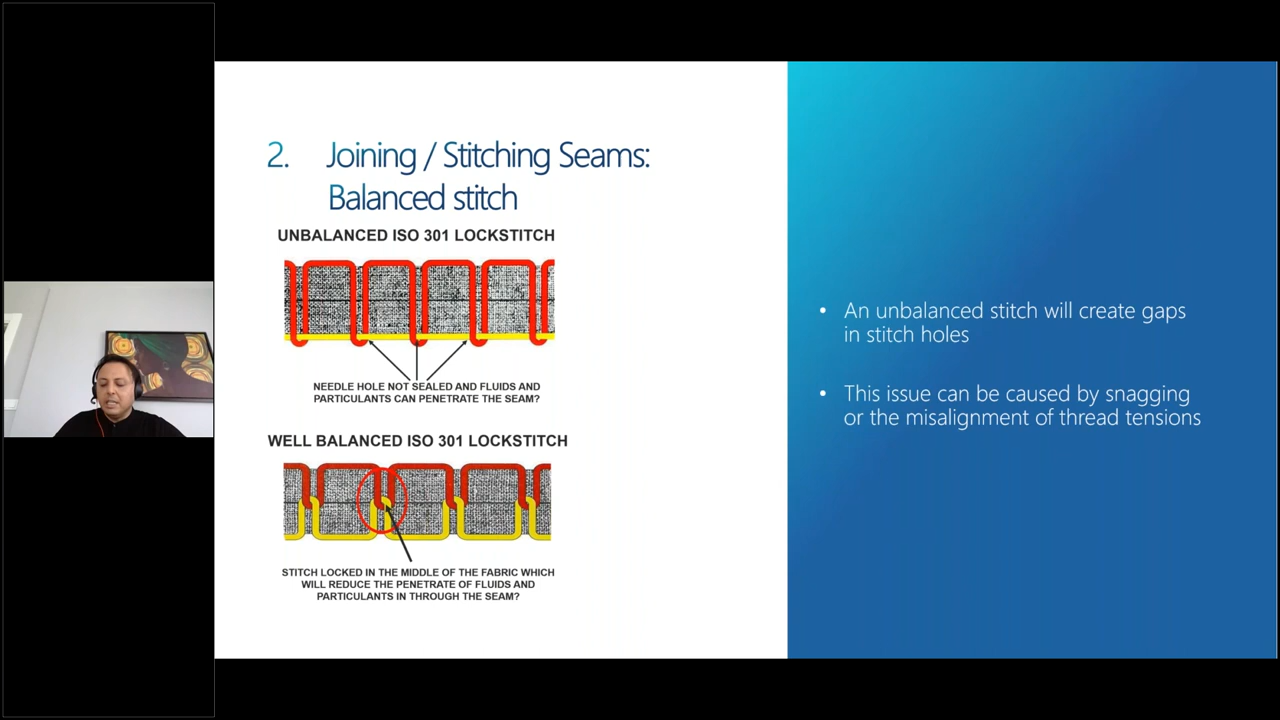 2. Joining / Stitching Seams:
Balanced stitch
UNBALANCED ISO 301 LOCKSTITCH
NEEDLE HOLE NOT SEALED AND FLUIDS AND
PARTICULANTS CAN PENETRATE THE SEAM?
WELL BALANCED ISO 301 LOCKSTITCH
STITCH LOCKED IN THE MIDDLE OF THE FABRIC WHICH
WILL REDUCE THE PENETRATE OF FLUIDS AND
PARTICULANTS IN THROUGH THE SEAM?
• An unbalanced stitch will create gaps
in stitch holes
• This issue can be caused by snagging
or the misalignment of thread tensions